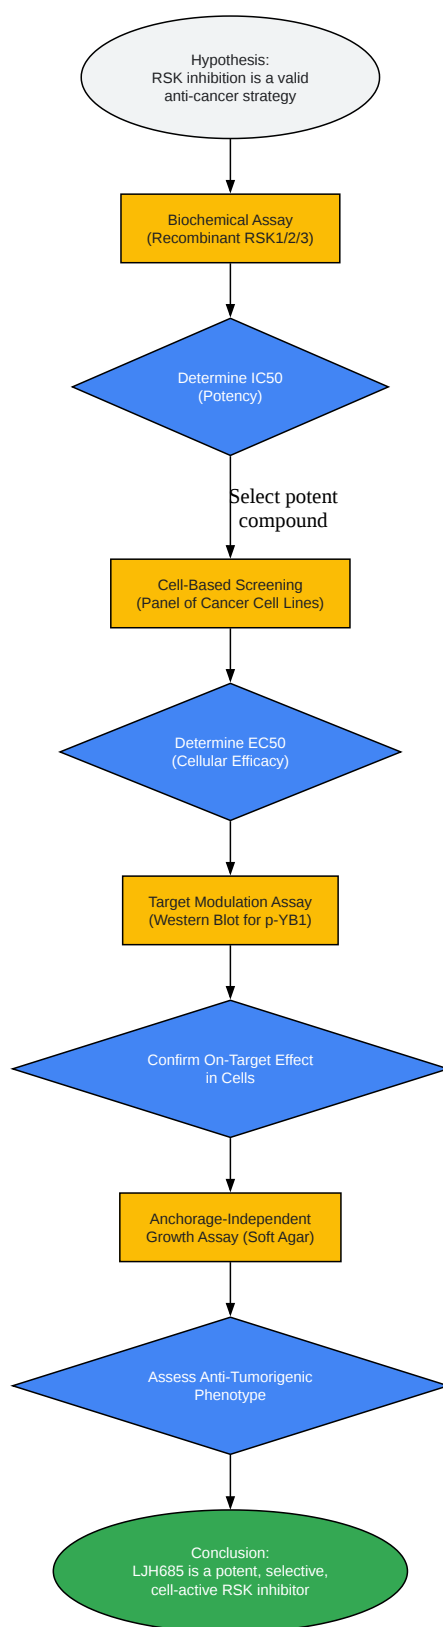 Hypothesis:
RSK inhibition is a valid
anti-cancer strategy
Biochemical Assay
(Recombinant RSK1/2/3)
Determine IC50
(Potency)
Select potent
compound
Cell-Based Screening
(Panel of Cancer Cell Lines)
Determine EC50
(Cellular Efficacy)
Target Modulation Assay
(Western Blot for p-YB1)
Confirm On-Target Effect
in Cells
Anchorage-Independent
Growth Assay (Soft Agar)
Assess Anti-Tumorigenic
Phenotype
Conclusion:
LJH685 is a potent, selective,
cell-active RSK inhibitor